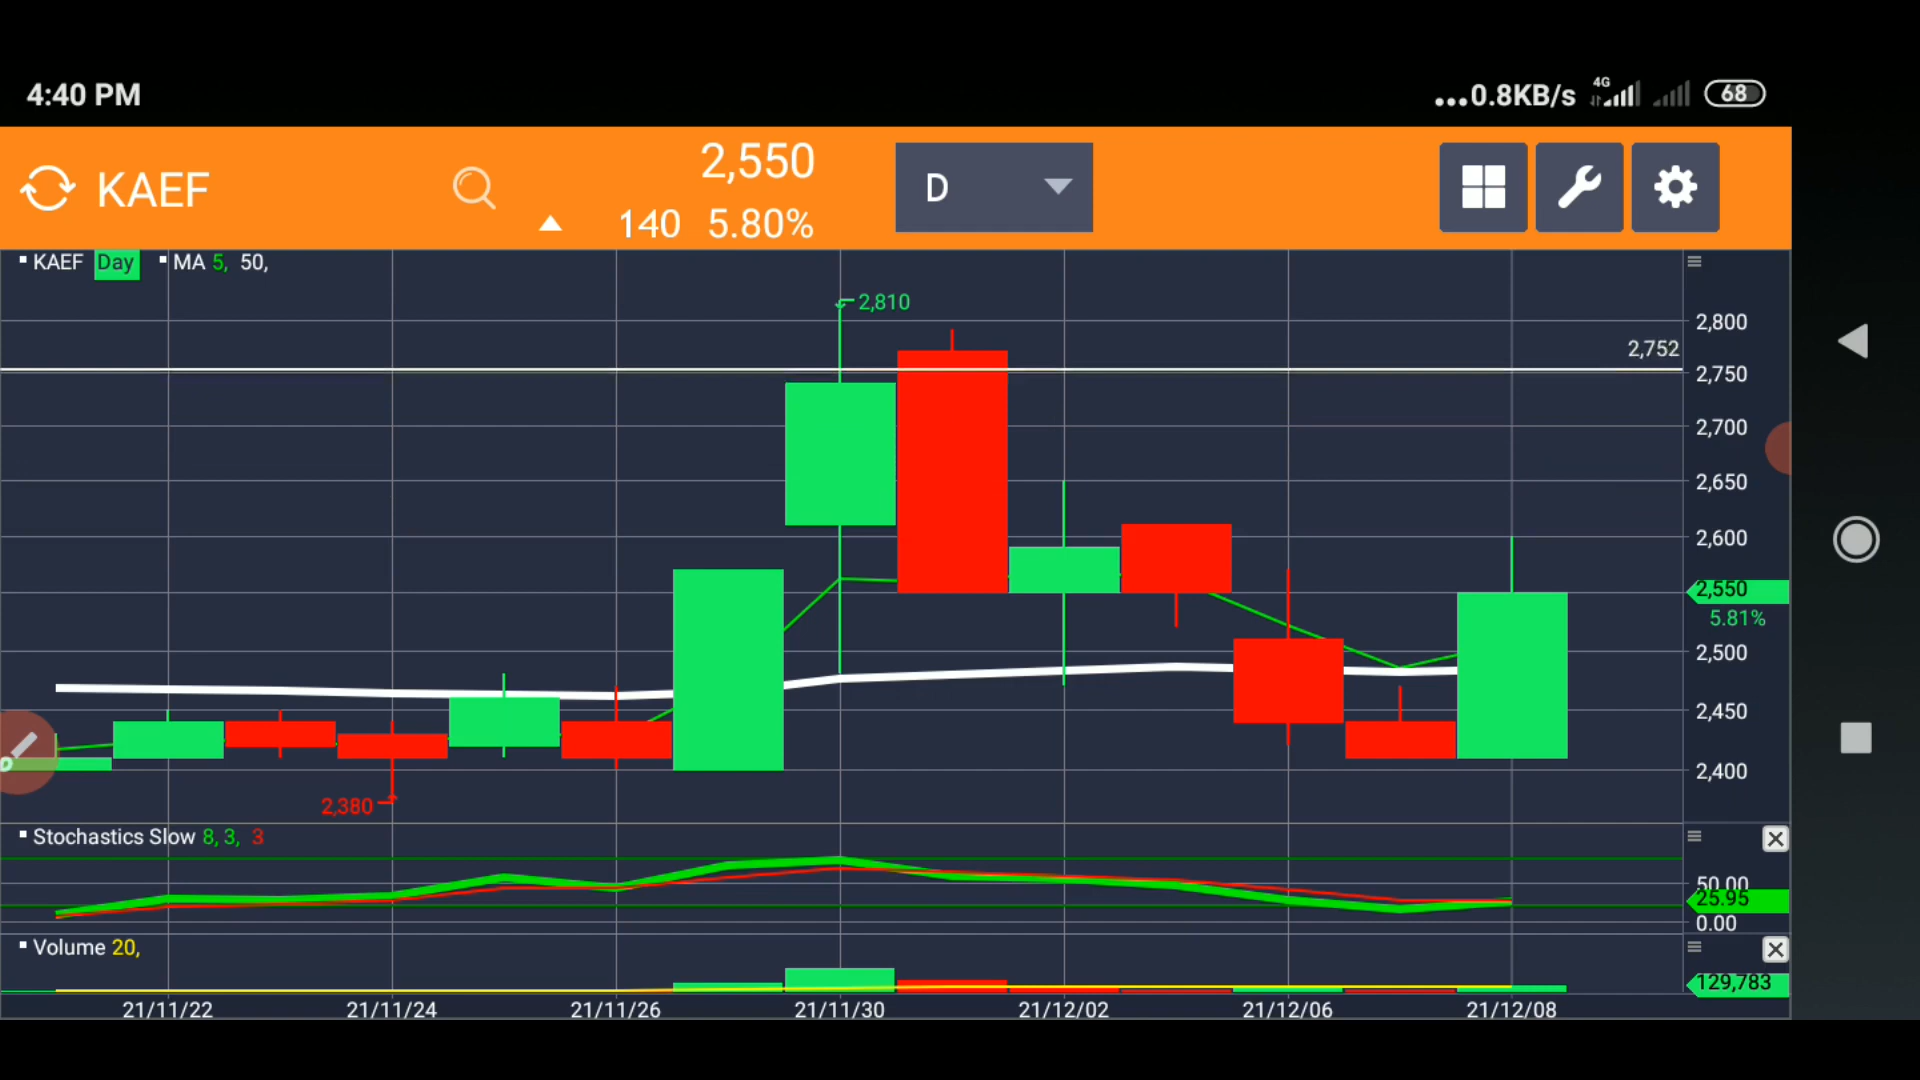 4:40 PM
...0.8KB/s 4G 68
KAEF
2,550
140 5.80%
D
KAEF Day MA 5, 50,
2,810
2,800
2,752
2,750
2,700
2,650
2,600
2,550
5.81%
2,500
2,450
2,400
2,380
Stochastics Slow 8, 3, 3
50.00
25.95
0.00
Volume 20,
129,783
21/11/22 21/11/24 21/11/26 21/11/30 21/12/02 21/12/06 21/12/08